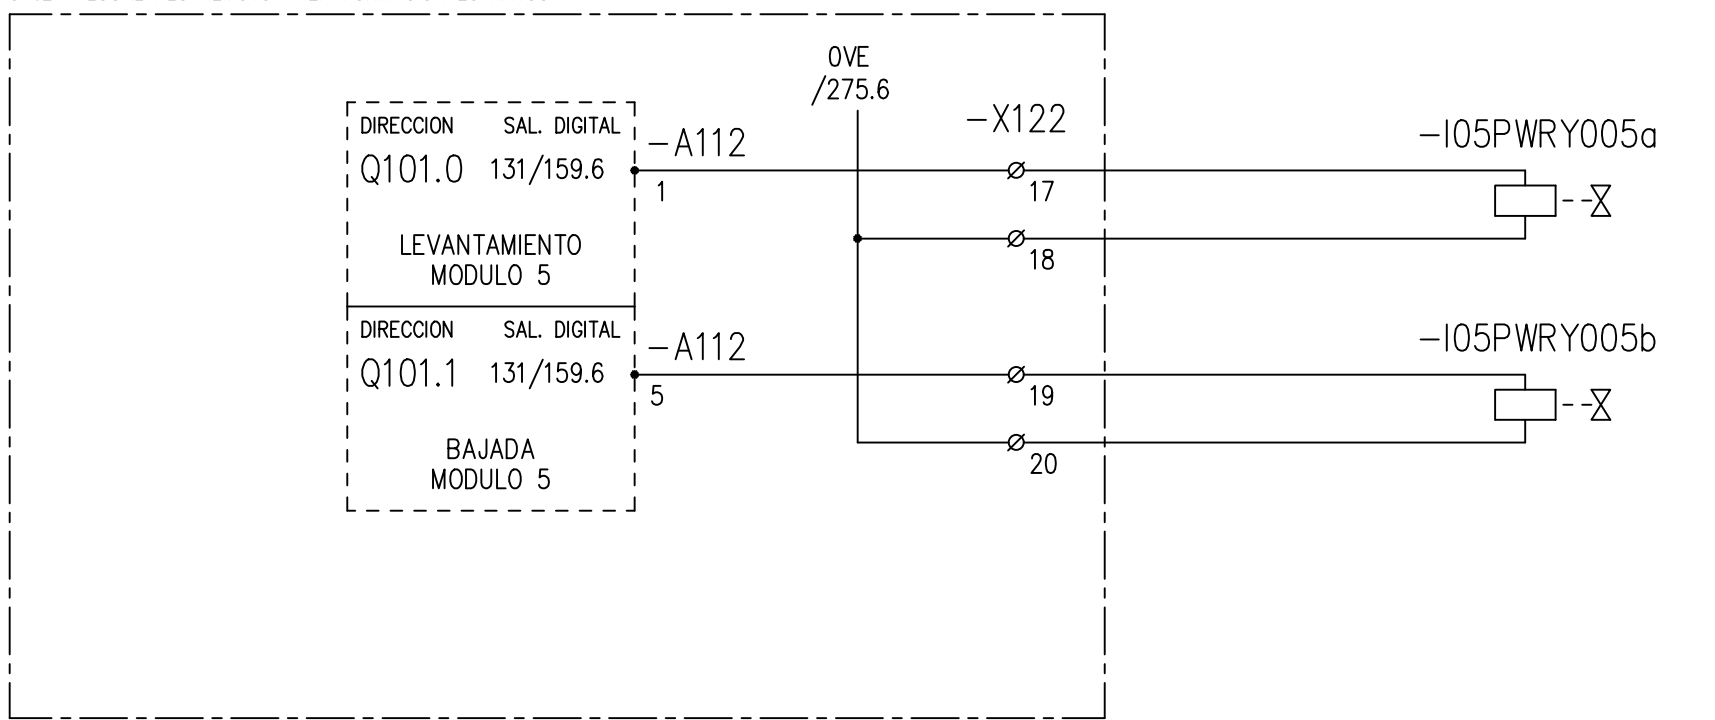 0VE
/275.6
DIRECCION SAL. DIGITAL
Q101.0 131/159.6
-A112
1
-X122
17
-I05PWRY005a
LEVANTAMIENTO
MODULO 5
18
DIRECCION SAL. DIGITAL
Q101.1 131/159.6
-A112
5
19
-I05PWRY005b
BAJADA
MODULO 5
20